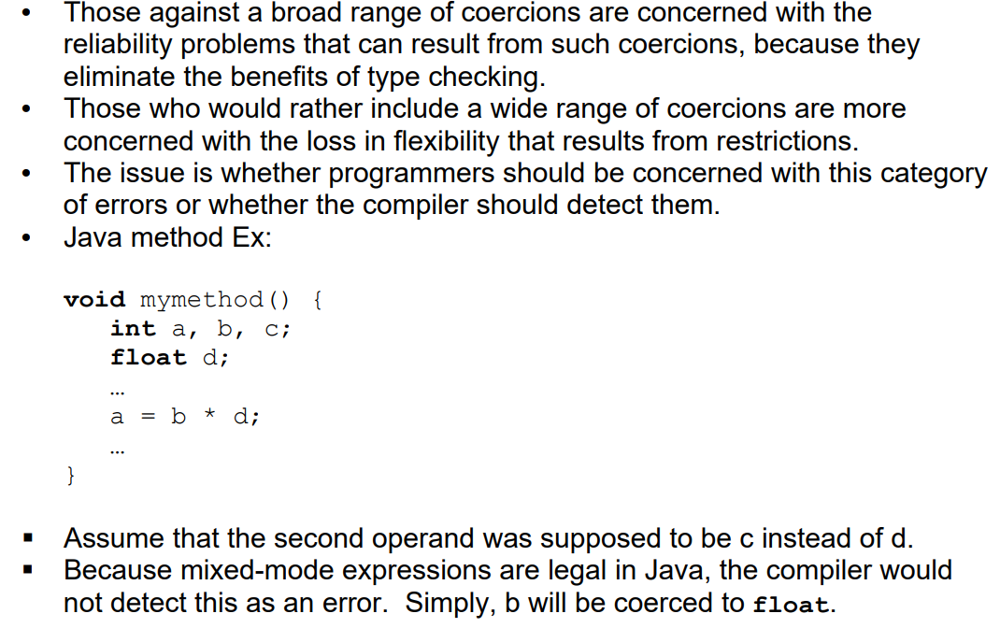 • Those against a broad range of coercions are concerned with the
reliability problems that can result from such coercions, because they
eliminate the benefits of type checking.
• Those who would rather include a wide range of coercions are more
concerned with the loss in flexibility that results from restrictions.
• The issue is whether programmers should be concerned with this category
of errors or whether the compiler should detect them.
• Java method Ex:
void mymethod() {
int a, b, c;
float d;
…
a = b * d;
…
}
▪ Assume that the second operand was supposed to be c instead of d.
▪ Because mixed-mode expressions are legal in Java, the compiler would
not detect this as an error. Simply, b will be coerced to float.